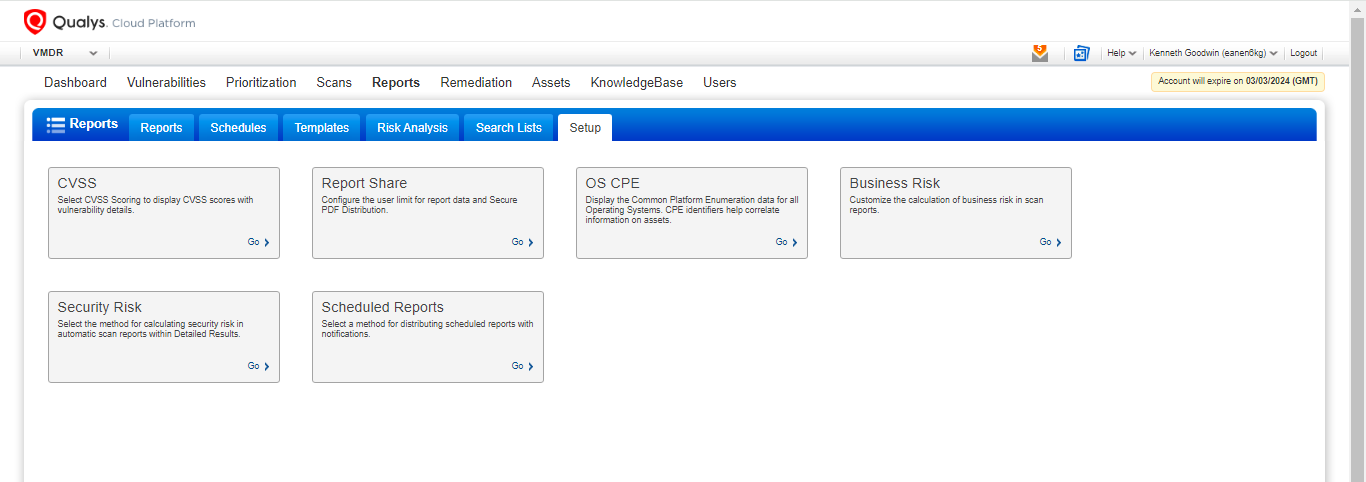 Qualys. Cloud Platform
VMDR
5
Help
Kenneth Goodwin (eanen6kg)
Logout
Dashboard Vulnerabilities Prioritization Scans Reports Remediation Assets KnowledgeBase Users
Account will expire on 03/03/2024 (GMT)
Reports Reports Schedules Templates Risk Analysis Search Lists Setup
CVSS
Select CVSS Scoring to display CVSS scores with
vulnerability details.
Go
Report Share
Configure the user limit for report data and Secure
PDF Distribution.
Go
OS CPE
Display the Common Platform Enumeration data for all
Operating Systems. CPE identifiers help correlate
information on assets.
Go
Business Risk
Customize the calculation of business risk in scan
reports.
Go
Security Risk
Select the method for calculating security risk in
automatic scan reports within Detailed Results.
Go
Scheduled Reports
Select a method for distributing scheduled reports with
notifications.
Go